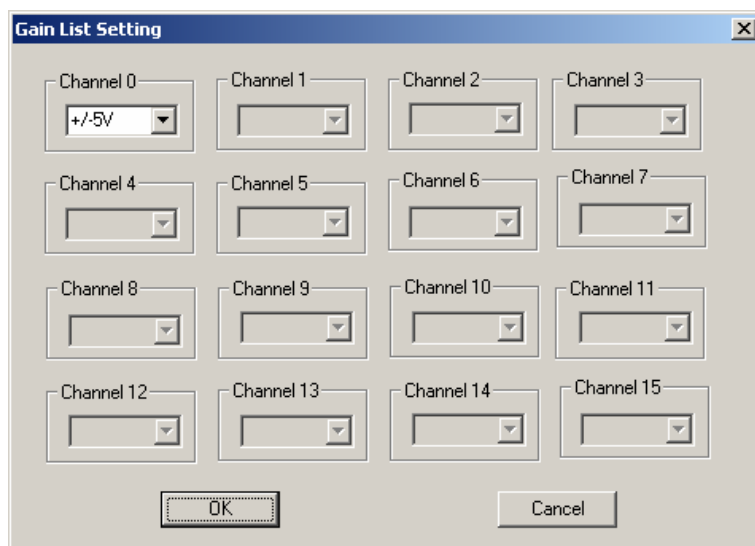 Gain List Setting
Channel 0
Channel 1
Channel 2
Channel 3
+/-5V
Channel 4
Channel 5
Channel 6
Channel 7
Channel 8
Channel 9
Channel 10
Channel 11
Channel 12
Channel 13
Channel 14
Channel 15
OK
Cancel